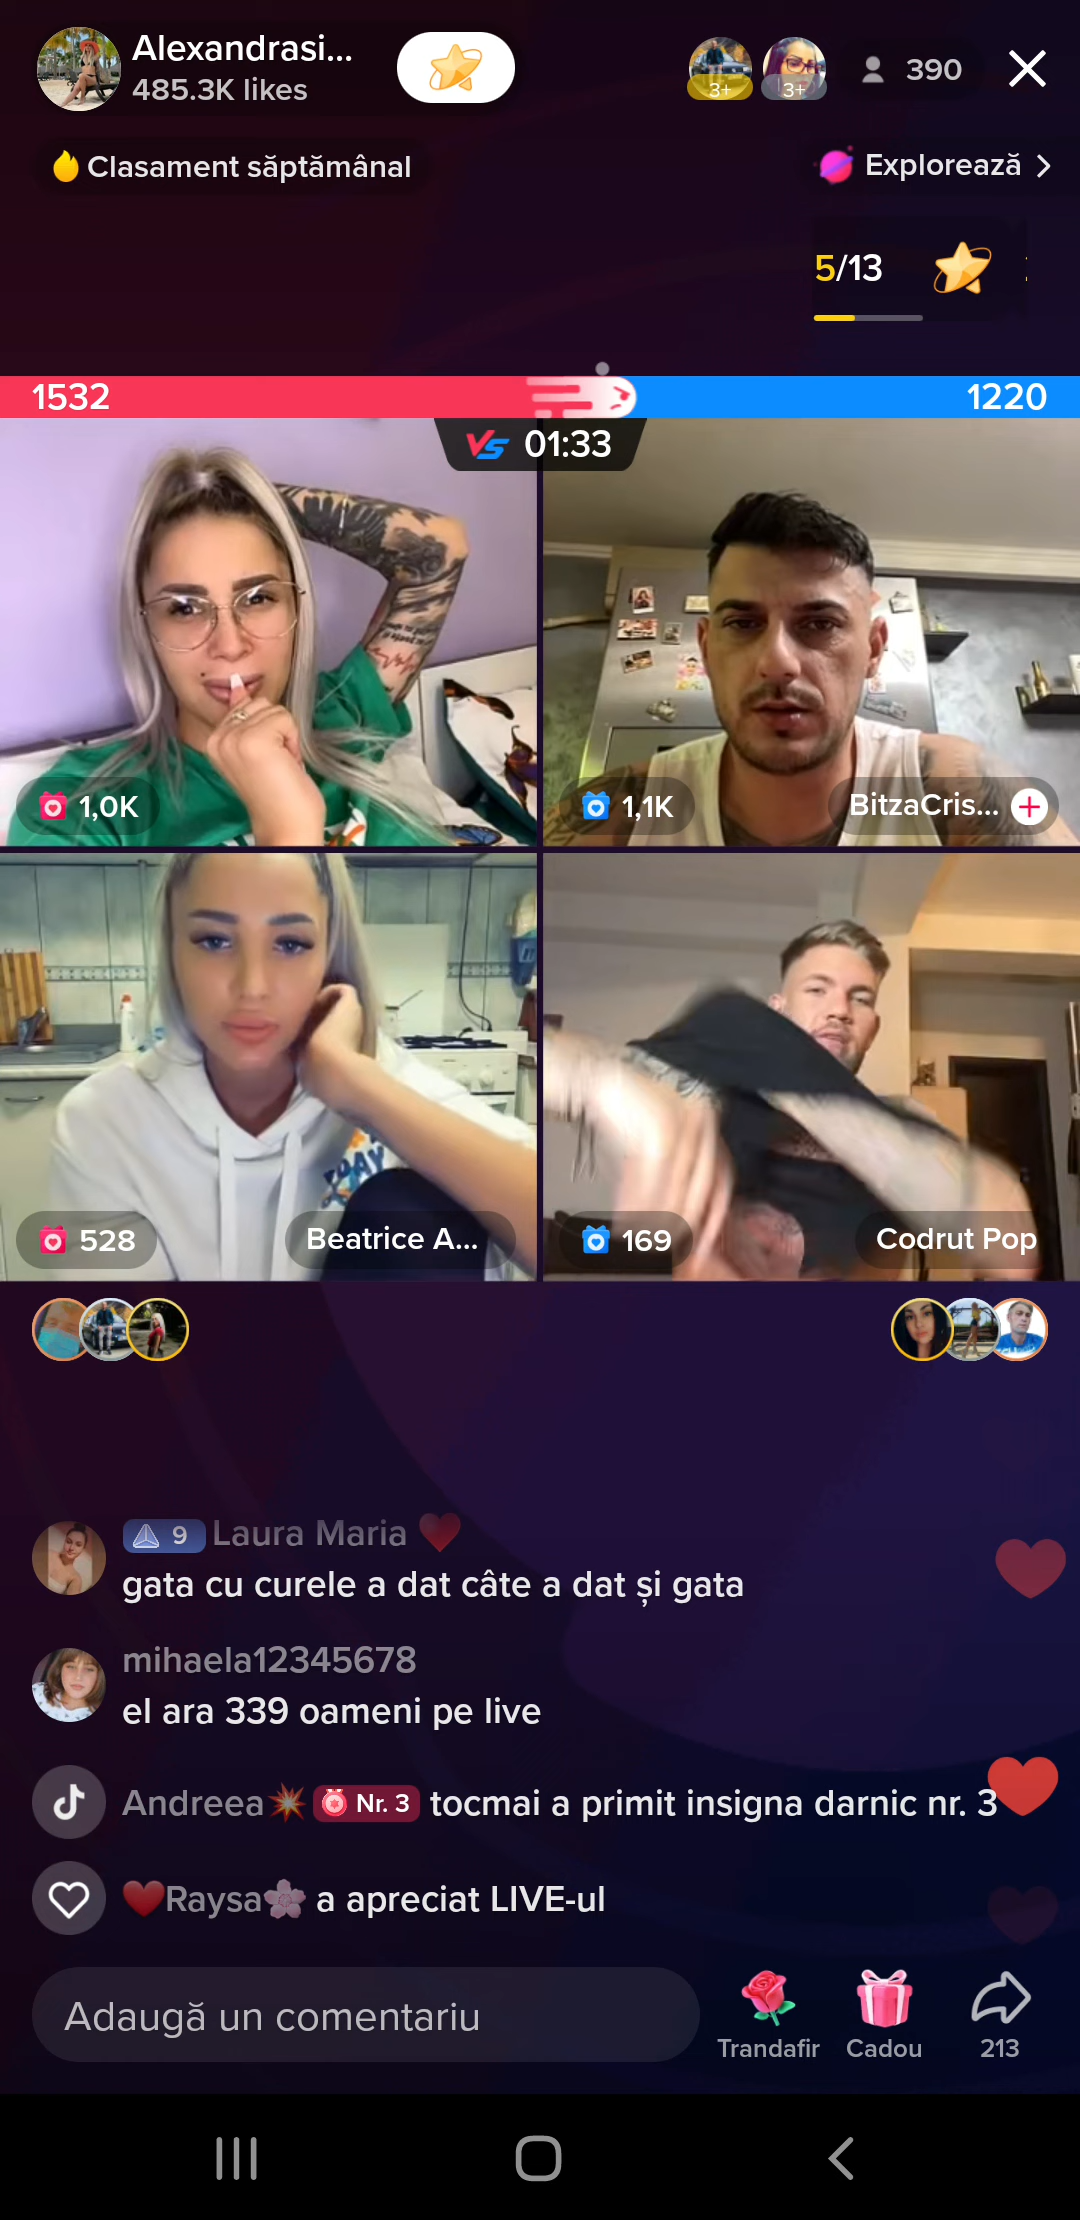 Alexandrasi...
485.3K likes
3+
3+
390
Clasament săptămânal
Explorează
5/13
1532
1220
VS 01:33
1,0K
1,1K
BitzaCris...
528
Beatrice A...
169
Codrut Pop
9 Laura Maria
gata cu curele a dat câte a dat și gata
mihaela12345678
el ara 339 oameni pe live
Andreea Nr. 3 tocmai a primit insigna darnic nr. 3
Raysa a apreciat LIVE-ul
Adaugă un comentariu
Trandafir
Cadou
213